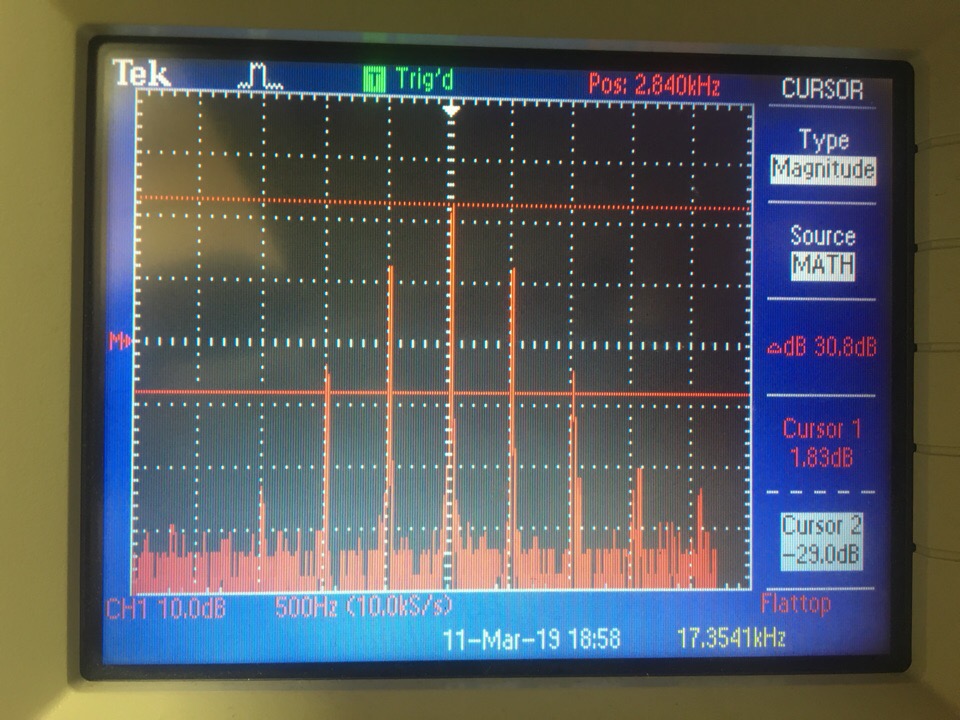 Tek
T Trig'd
Pos: 2.840kHz
CURSOR
Type
Magnitude
Source
MATH
M
△dB 30.8dB
Cursor 1
1.83dB
Cursor 2
-29.0dB
CH1 10.0dB
500Hz (10.0kS/s)
Flattop
11-Mar-19 18:58
17.3541kHz